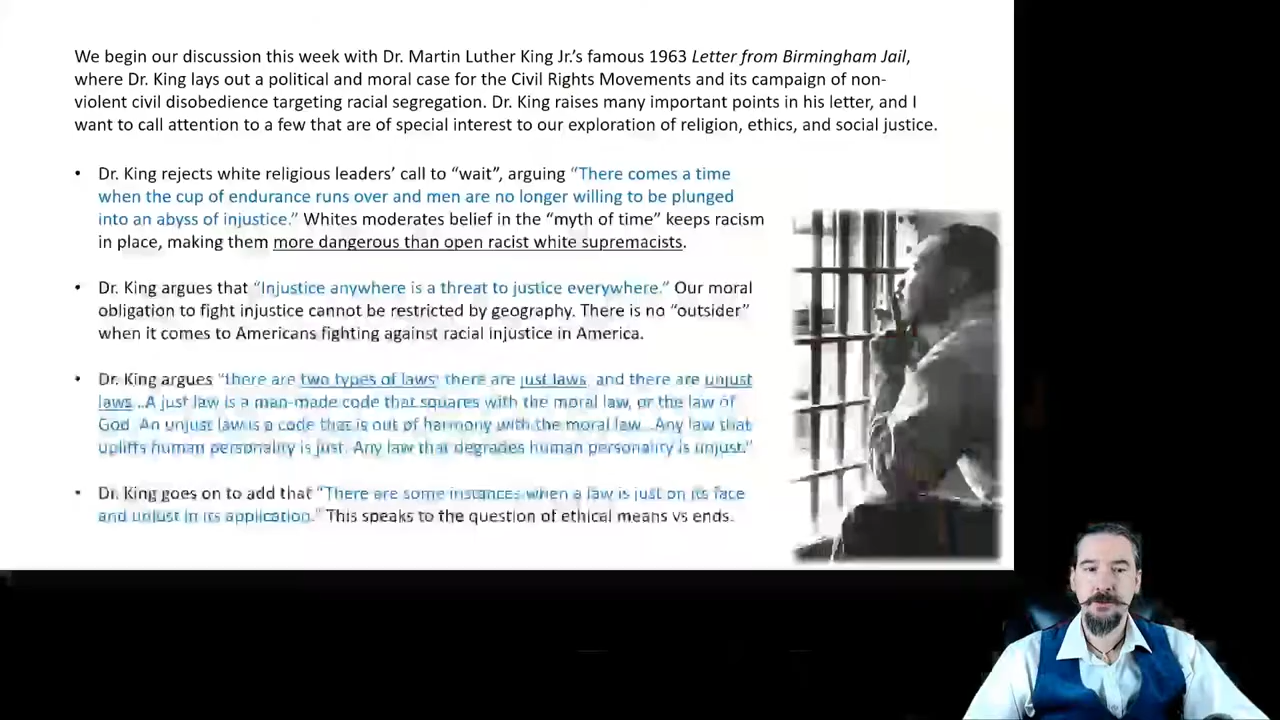 We begin our discussion this week with Dr. Martin Luther King Jr.’s famous 1963 Letter from Birmingham Jail,
where Dr. King lays out a political and moral case for the Civil Rights Movements and its campaign of non-
violent civil disobedience targeting racial segregation. Dr. King raises many important points in his letter, and I
want to call attention to a few that are of special interest to our exploration of religion, ethics, and social justice.
• Dr. King rejects white religious leaders’ call to “wait”, arguing “There comes a time
when the cup of endurance runs over and men are no longer willing to be plunged
into an abyss of injustice.” Whites moderates belief in the “myth of time” keeps racism
in place, making them more dangerous than open racist white supremacists.
• Dr. King argues that “Injustice anywhere is a threat to justice everywhere.” Our moral
obligation to fight injustice cannot be restricted by geography. There is no “outsider”
when it comes to Americans fighting against racial injustice in America.
• Dr. King argues “there are two types of laws: there are just laws, and there are unjust
laws...A just law is a man-made code that squares with the moral law, or the law of
God. An unjust law is a code that is out of harmony with the moral law...Any law that
uplifts human personality is just. Any law that degrades human personality is unjust.”
• Dr. King goes on to add that “There are some instances when a law is just on its face
and unjust in its application.” This speaks to the question of ethical means vs ends.